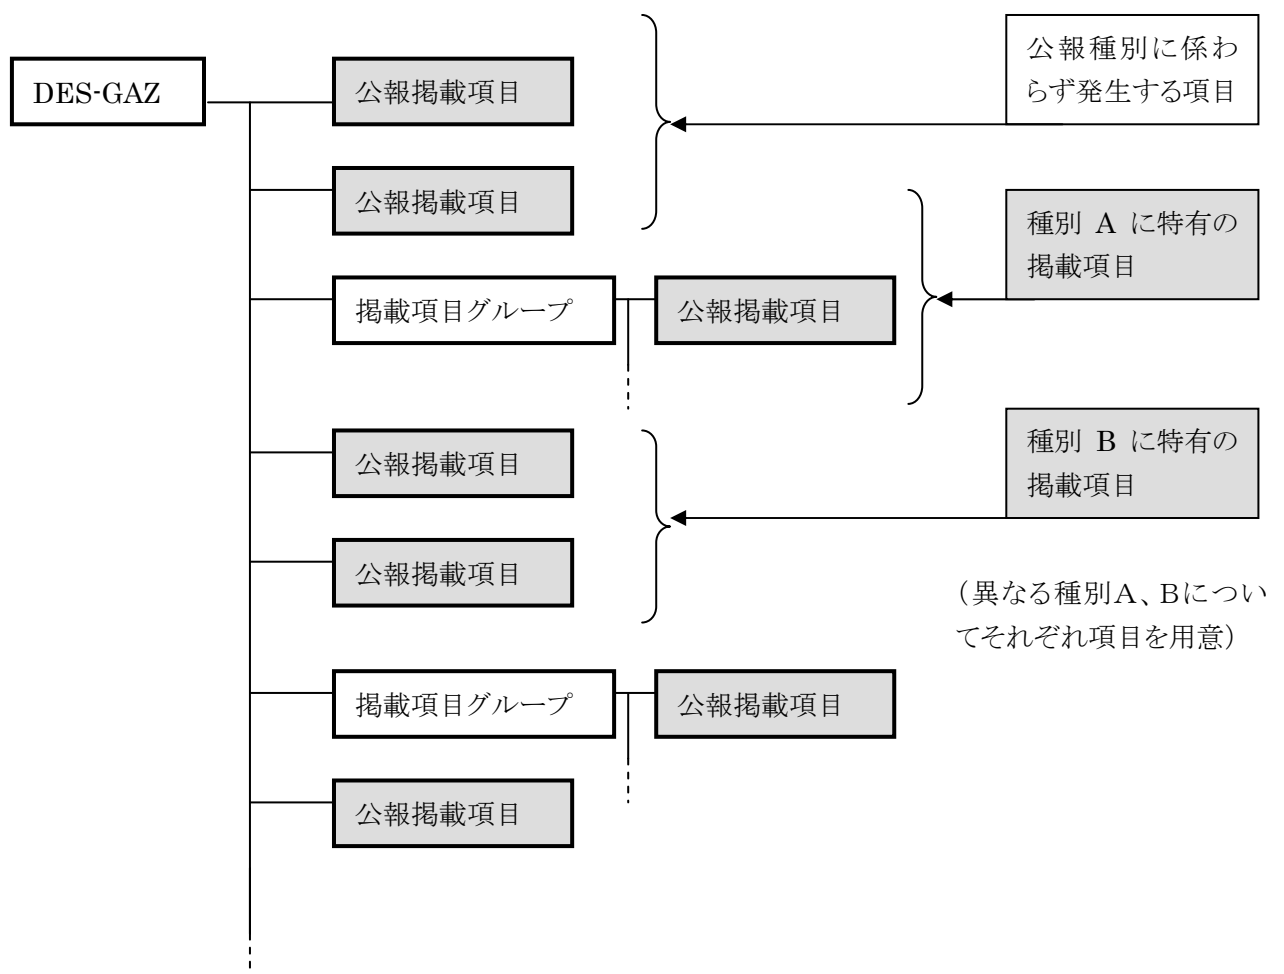 DES-GAZ
公報掲載項目
公報種別に係わ
らず発生する項目
公報掲載項目
種別 A に特有の
掲載項目
掲載項目グループ
公報掲載項目
公報掲載項目
種別 B に特有の
掲載項目
公報掲載項目
（異なる種別A、Bについ
てそれぞれ項目を用意）
掲載項目グループ
公報掲載項目
公報掲載項目